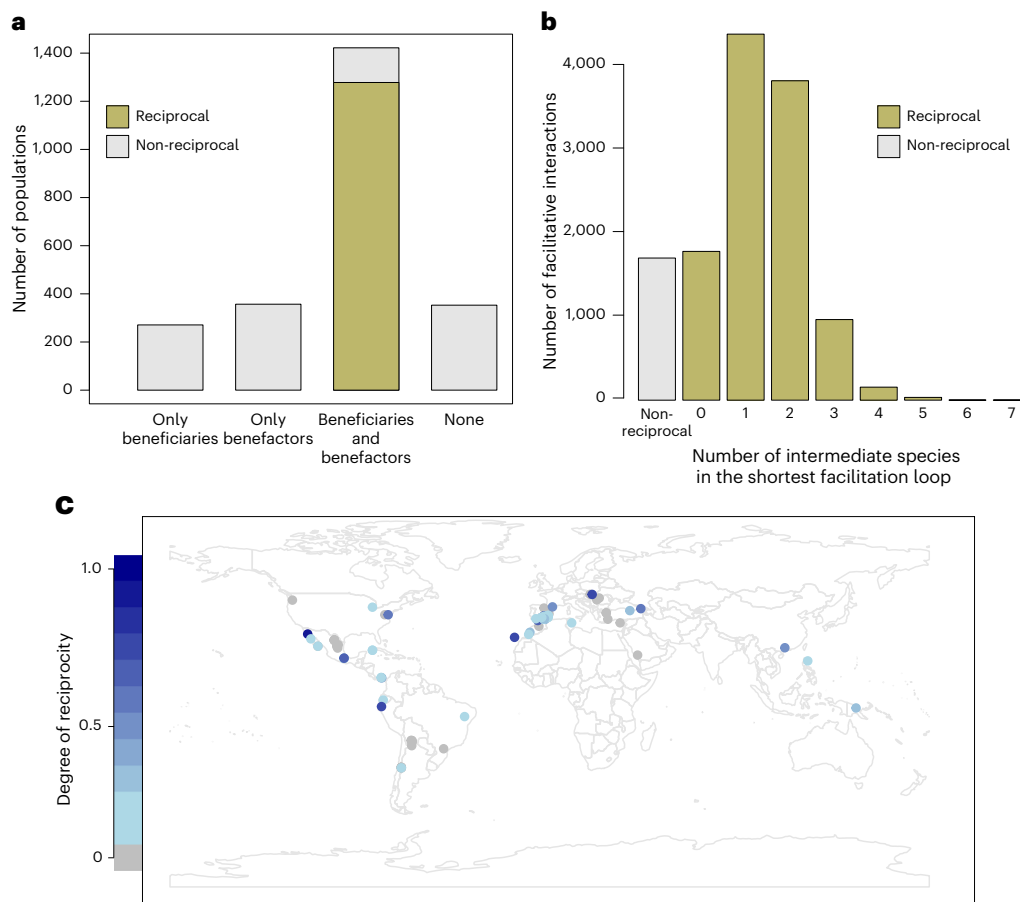 a
1,400
1,200
1,000
800
600
400
200
0
Number of populations
Reciprocal
Non-reciprocal
Only
beneficiaries
Only
benefactors
Beneficiaries
and
benefactors
None
b
4,000
3,000
2,000
1,000
0
Number of facilitative interactions
Reciprocal
Non-reciprocal
Non-
reciprocal
0 1 2 3 4 5 6 7
Number of intermediate species
in the shortest facilitation loop
c
1.0
0.5
0
Degree of reciprocity